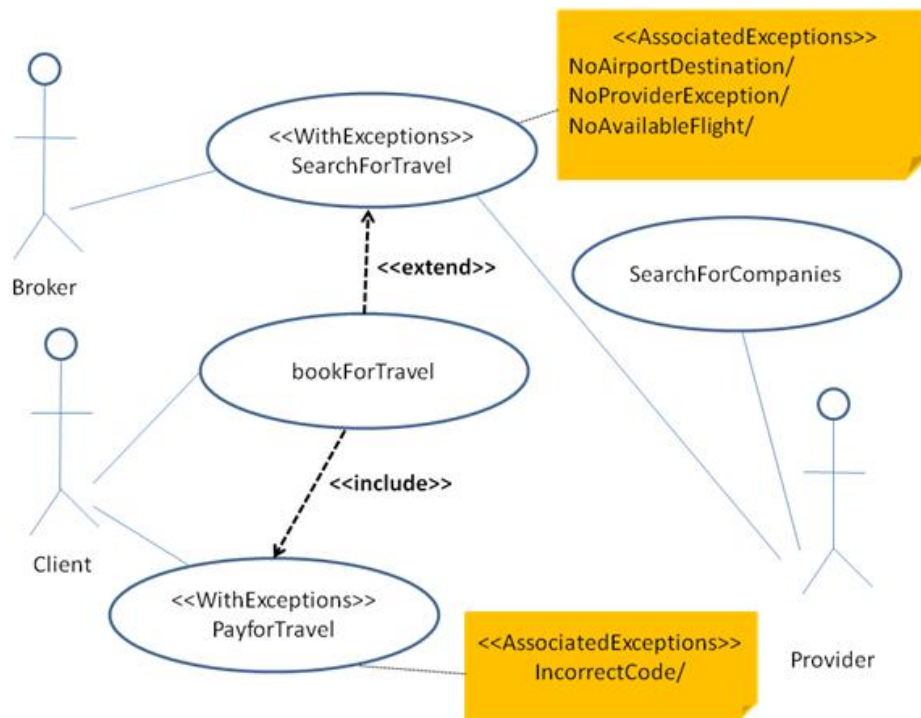 <<AssociatedExceptions>>
NoAirportDestination/
NoProviderException/
NoAvailableFlight/
<<WithExceptions>>
SearchForTravel
Broker
<<extend>>
SearchForCompanies
bookForTravel
<<include>>
Client
<<WithExceptions>>
PayforTravel
<<AssociatedExceptions>>
IncorrectCode/
Provider